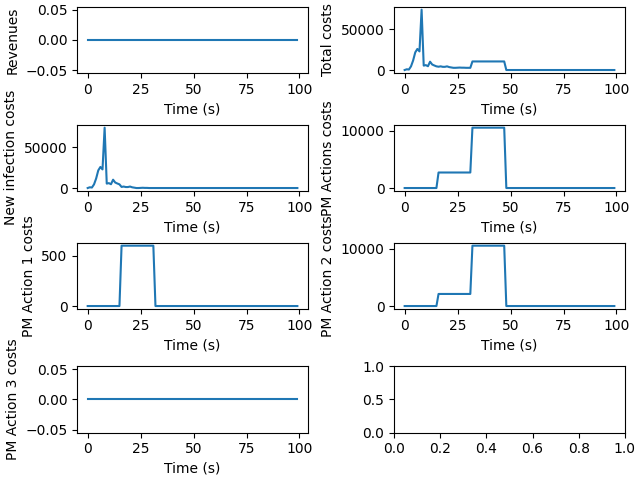 Revenues
0.05
0.00
−0.05
0 25 50 75 100
Time (s)
Total costs
50000
0
0 25 50 75 100
Time (s)
New infection costs
50000
0
0 25 50 75 100
Time (s)
PM Actions costs
10000
0
0 25 50 75 100
Time (s)
PM Action 1 costs
500
0
0 25 50 75 100
Time (s)
PM Action 2 costs
10000
0
0 25 50 75 100
Time (s)
PM Action 3 costs
0.05
0.00
−0.05
0 25 50 75 100
Time (s)
1.0
0.5
0.0
0.0 0.2 0.4 0.6 0.8 1.0